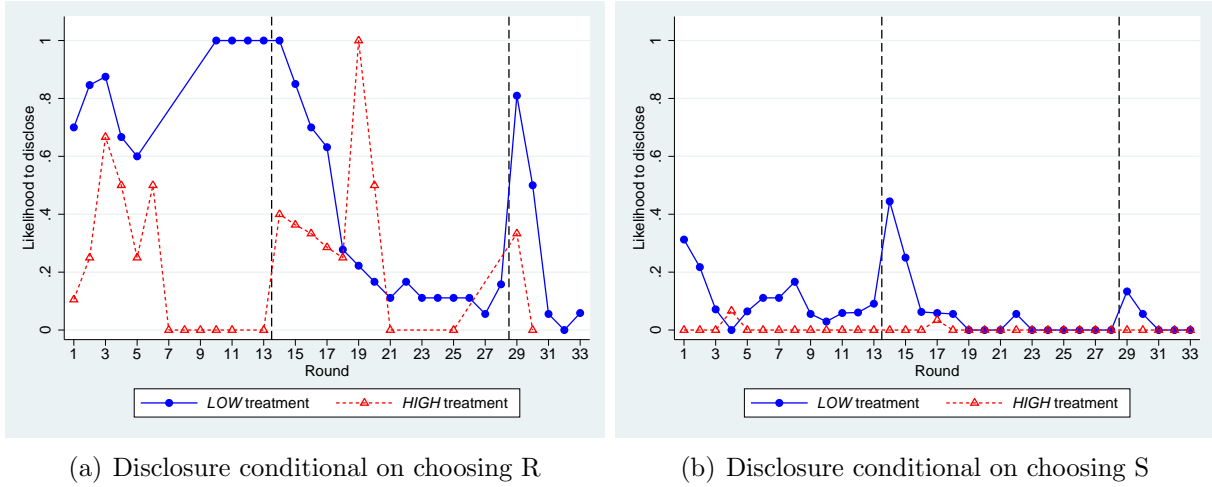 Likelihood to disclose
1
.8
.6
.4
.2
0
1 3 5 7 9 11 13 15 17 19 21 23 25 27 29 31 33
Round
LOW treatment HIGH treatment
(a) Disclosure conditional on choosing R
Likelihood to disclose
1
.8
.6
.4
.2
0
1 3 5 7 9 11 13 15 17 19 21 23 25 27 29 31 33
Round
LOW treatment HIGH treatment
(b) Disclosure conditional on choosing S